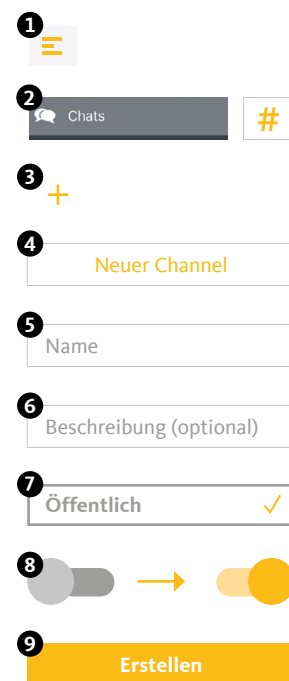 1
2
Chats #
3
+
4
Neuer Channel
5
Name
6
Beschreibung (optional)
7
Öffentlich ✓
8
9
Erstellen